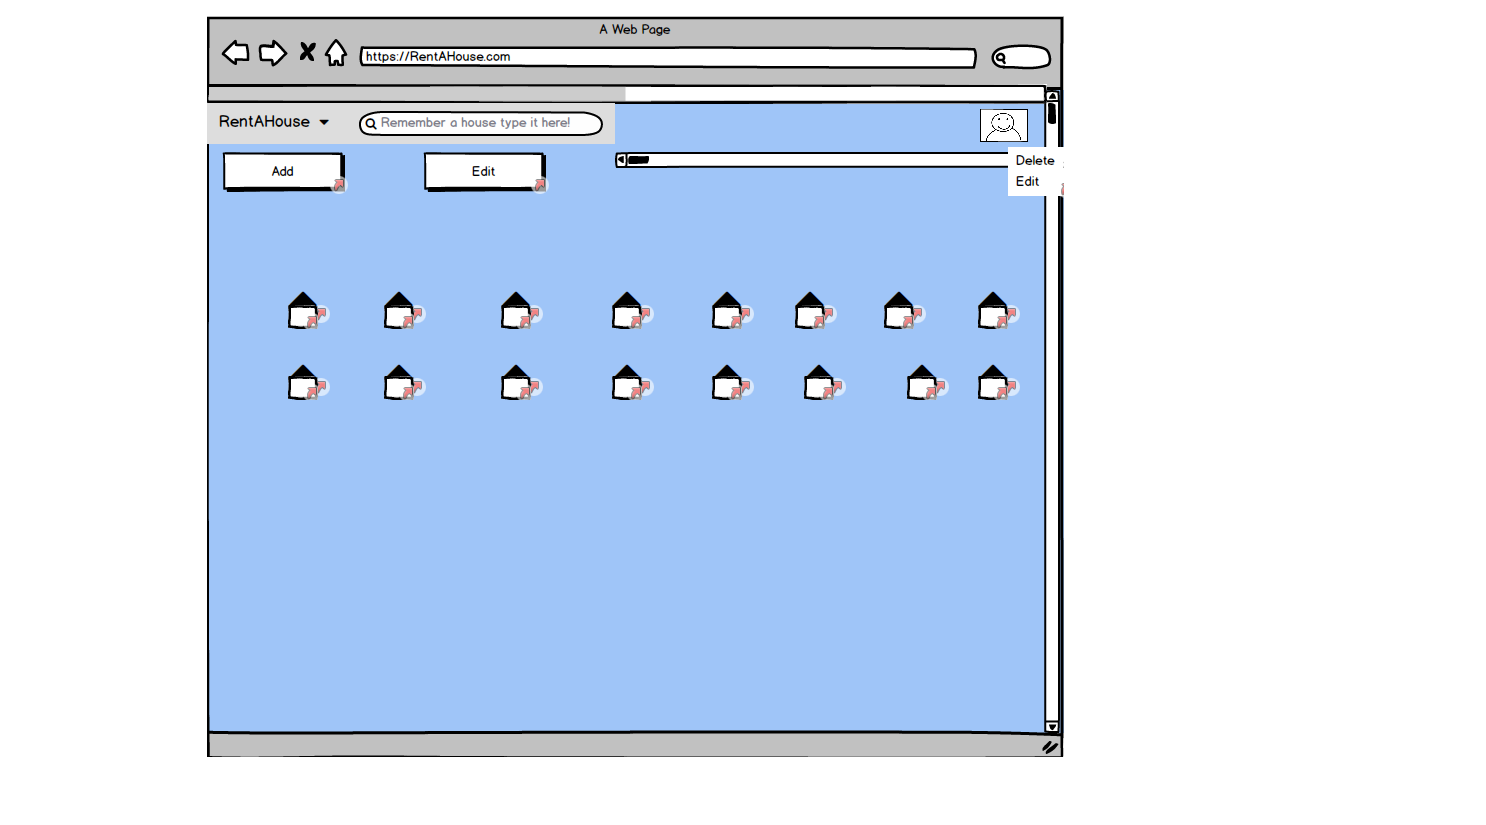 A Web Page
https://RentAHouse.com
RentAHouse
Remember a house type it here!
Add
Edit
Delete
Edit